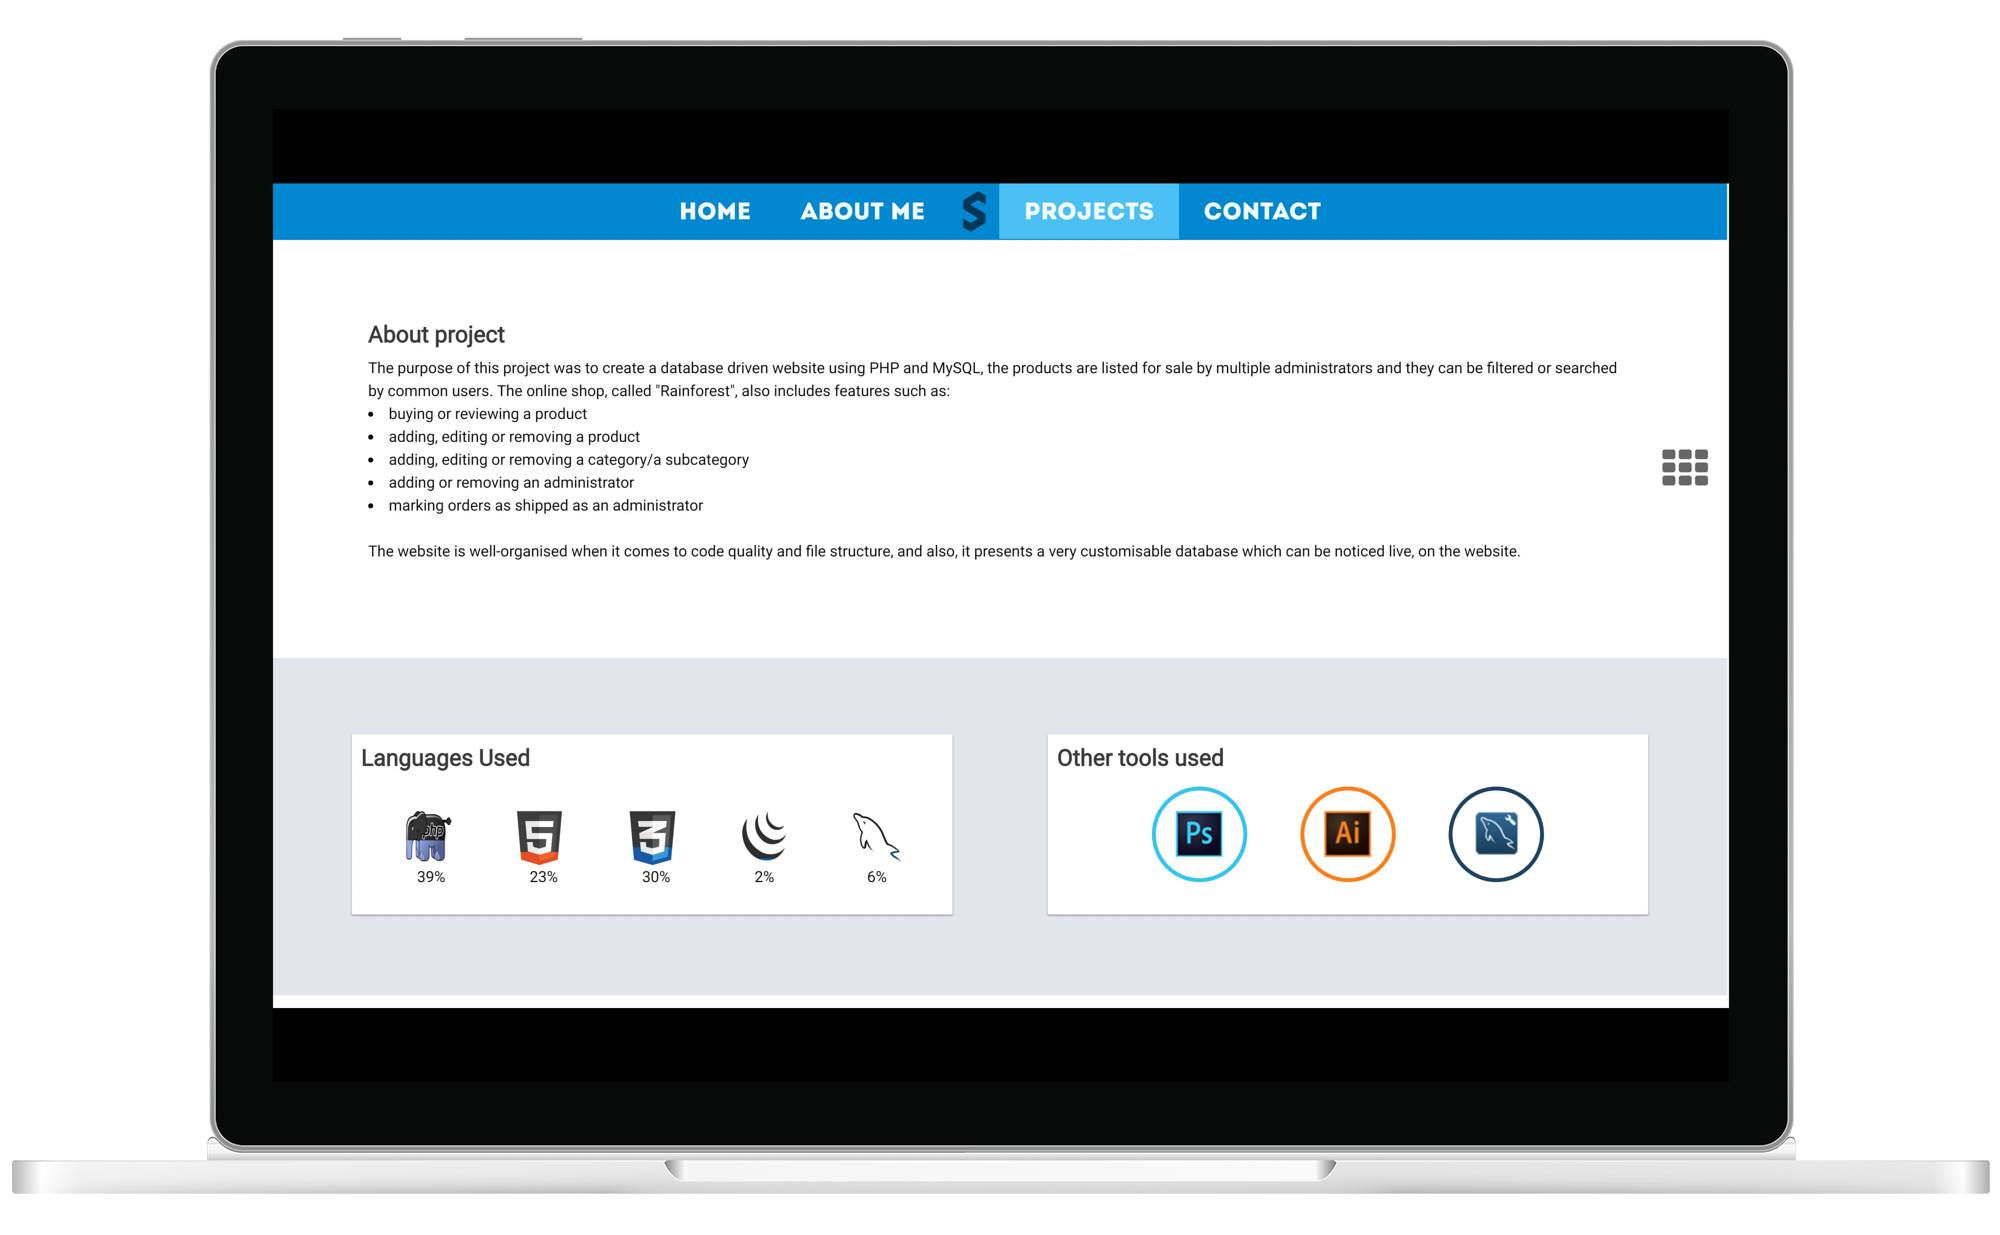 HOME ABOUT ME S PROJECTS CONTACT
About project
The purpose of this project was to create a database driven website using PHP and MySQL, the products are listed for sale by multiple administrators and they can be filtered or searched
by common users. The online shop, called "Rainforest", also includes features such as:
• buying or reviewing a product
• adding, editing or removing a product
• adding, editing or removing a category/a subcategory
• adding or removing an administrator
• marking orders as shipped as an administrator
The website is well-organised when it comes to code quality and file structure, and also, it presents a very customisable database which can be noticed live, on the website.
Languages Used
php 5 3
39% 23% 30% 2% 6%
Other tools used
Ps Ai